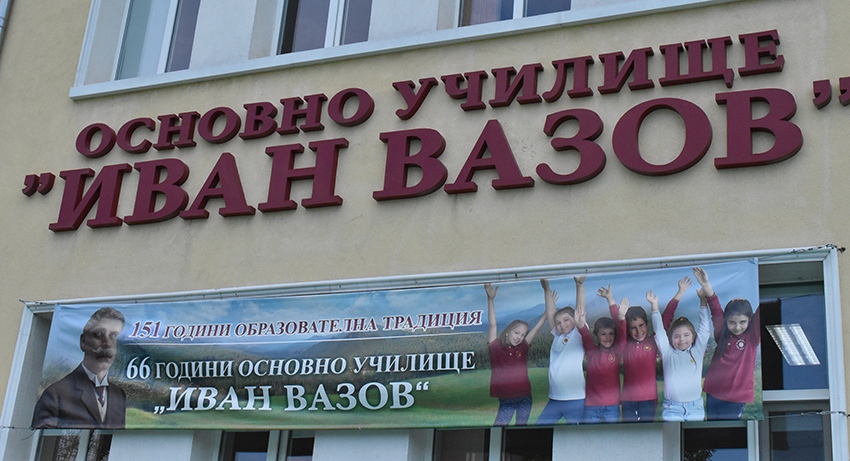 ОСНОВНО УЧИЛИЩЕ
"ИВАН ВАЗОВ"
151 ГОДИНИ ОБРАЗОВАТЕЛНА ТРАДИЦИЯ
66 ГОДИНИ ОСНОВНО УЧИЛИЩЕ
„ИВАН ВАЗОВ“